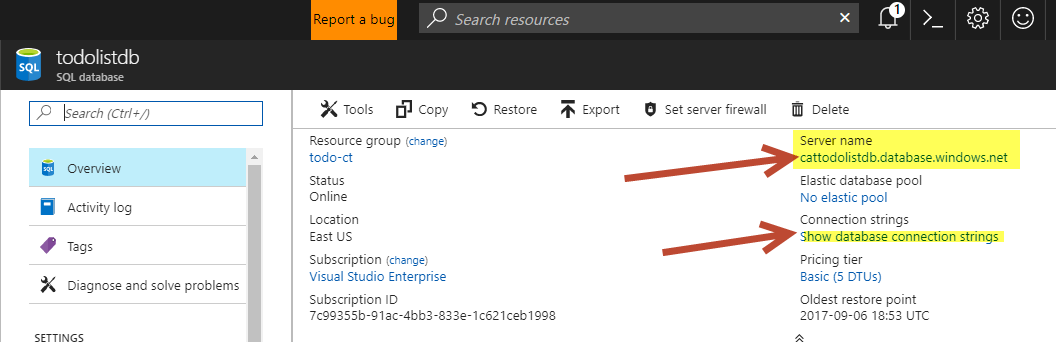 Report a bug
Search resources
1
todolistdb
SQL
SQL database
Search (Ctrl+/)
SQL Overview
Activity log
Tags
Diagnose and solve problems
SETTINGS
Tools Copy Restore Export Set server firewall Delete
Resource group (change)
todo-ct
Status
Online
Location
East US
Subscription (change)
Visual Studio Enterprise
Subscription ID
7c99355b-91ac-4bb3-833e-1c621ceb1998
Server name
cattodolistdb.database.windows.net
Elastic database pool
No elastic pool
Connection strings
Show database connection strings
Pricing tier
Basic (5 DTUs)
Oldest restore point
2017-09-06 18:53 UTC